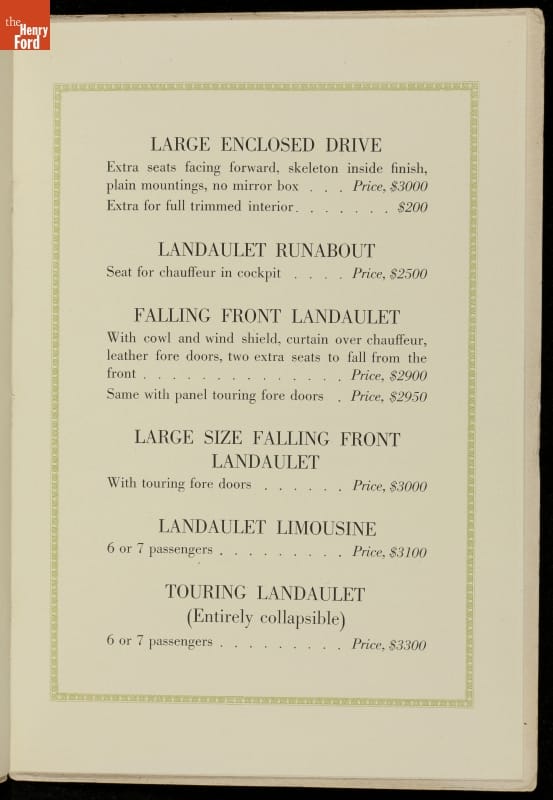 the
Henry
Ford
LARGE ENCLOSED DRIVE
Extra seats facing forward, skeleton inside finish,
plain mountings, no mirror box . . . Price, $3000
Extra for full trimmed interior. . . . . . . $200
LANDAULET RUNABOUT
Seat for chauffeur in cockpit . . . . Price, $2500
FALLING FRONT LANDAULET
With cowl and wind shield, curtain over chauffeur,
leather fore doors, two extra seats to fall from the
front . . . . . . . . . . . . . . Price, $2900
Same with panel touring fore doors . Price, $2950
LARGE SIZE FALLING FRONT
LANDAULET
With touring fore doors . . . . . . Price, $3000
LANDAULET LIMOUSINE
6 or 7 passengers . . . . . . . . . Price, $3100
TOURING LANDAULET
(Entirely collapsible)
6 or 7 passengers . . . . . . . . . Price, $3300